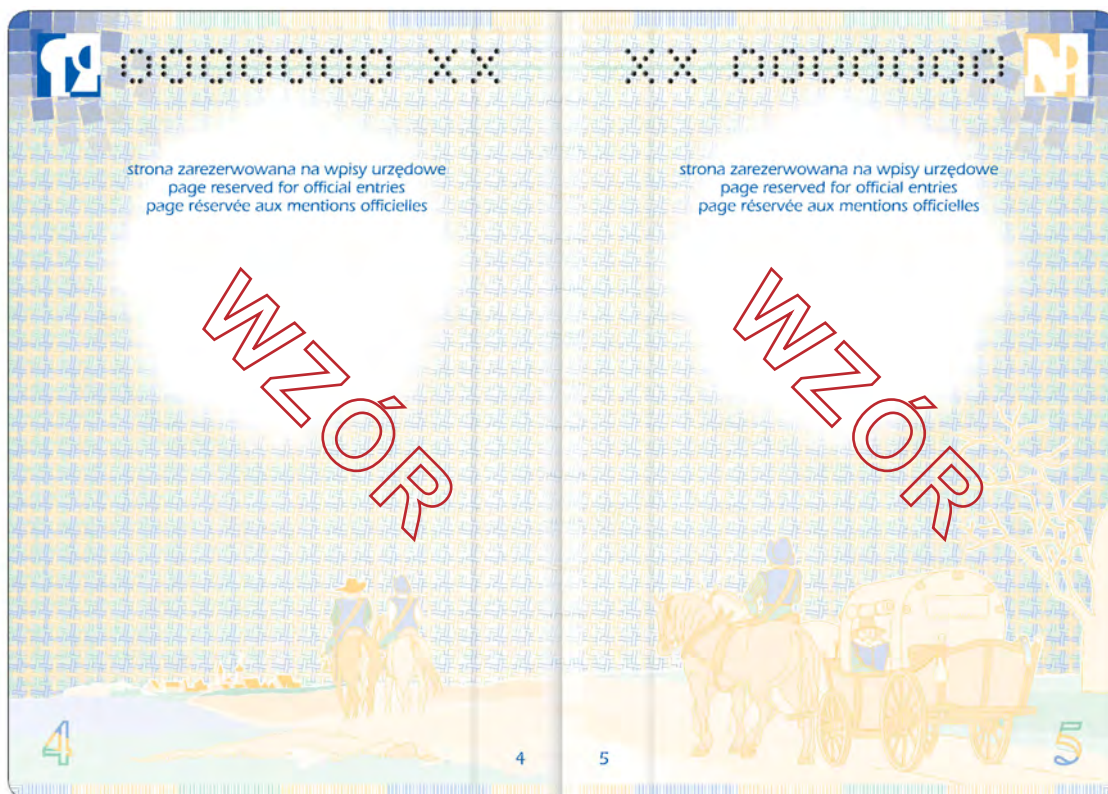 0000000 XX
strona zarezerwowana na wpisy urzędowe
page reserved for official entries
page réservée aux mentions officielles
WZÓR
4
4
XX 0000000
strona zarezerwowana na wpisy urzędowe
page reserved for official entries
page réservée aux mentions officielles
WZÓR
5
5